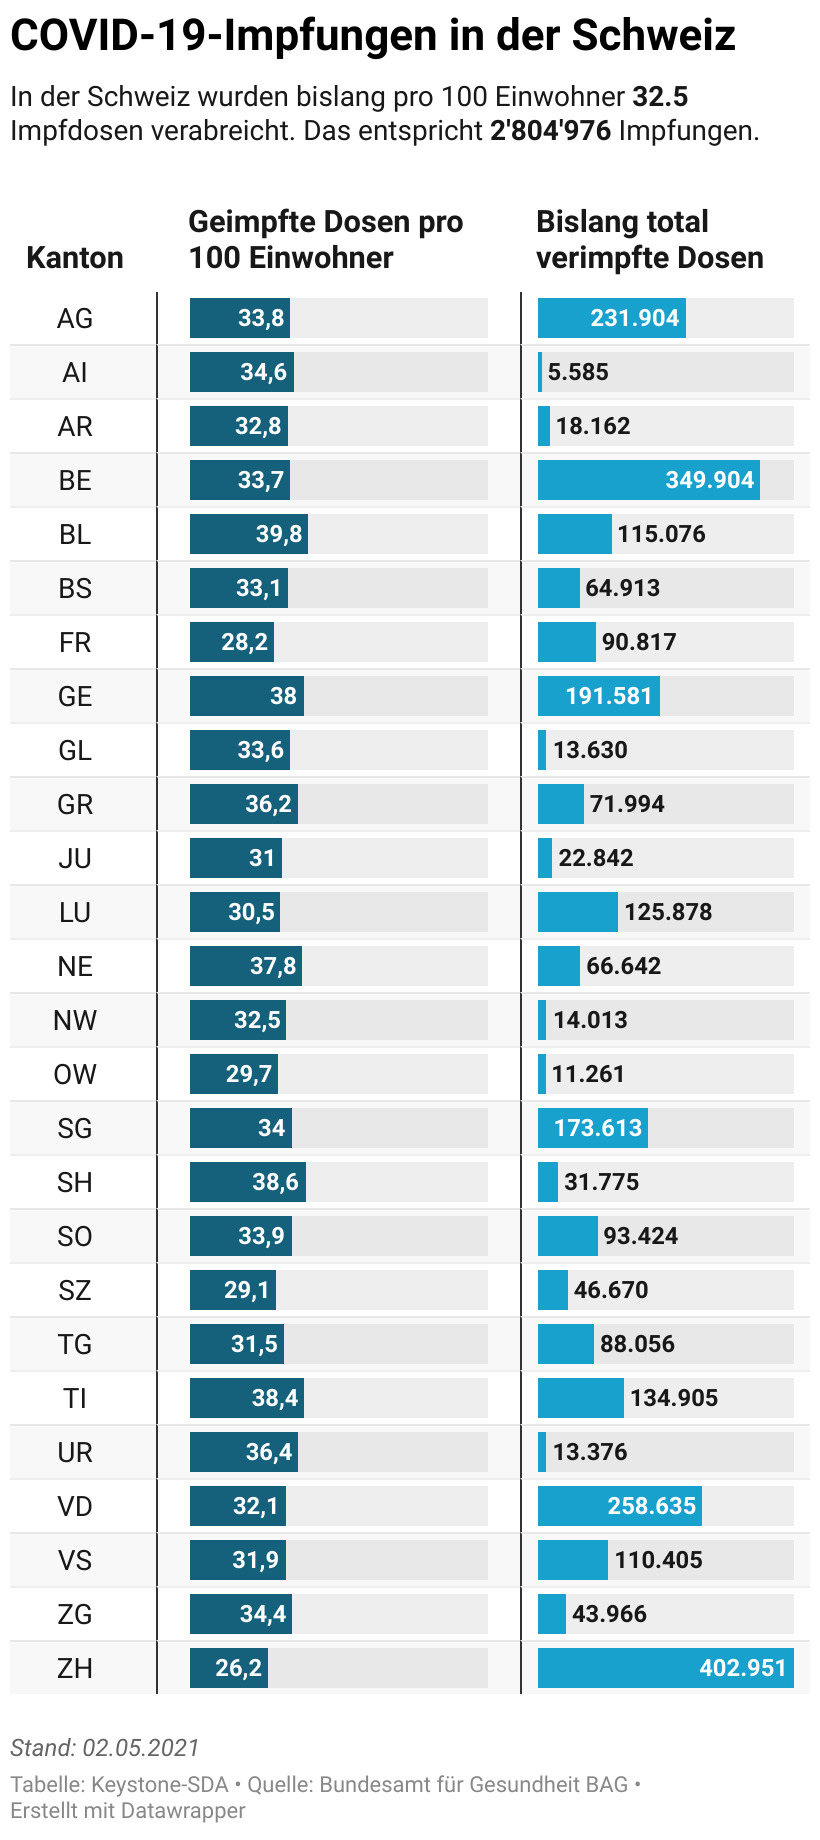 COVID-19-Impfungen in der Schweiz
In der Schweiz wurden bislang pro 100 Einwohner 32.5
Impfdosen verabreicht. Das entspricht 2'804'976 Impfungen.
Kanton Geimpfte Dosen pro 100 Einwohner Bislang total verimpfte Dosen
AG 33,8 231.904
AI 34,6 5.585
AR 32,8 18.162
BE 33,7 349.904
BL 39,8 115.076
BS 33,1 64.913
FR 28,2 90.817
GE 38 191.581
GL 33,6 13.630
GR 36,2 71.994
JU 31 22.842
LU 30,5 125.878
NE 37,8 66.642
NW 32,5 14.013
OW 29,7 11.261
SG 34 173.613
SH 38,6 31.775
SO 33,9 93.424
SZ 29,1 46.670
TG 31,5 88.056
TI 38,4 134.905
UR 36,4 13.376
VD 32,1 258.635
VS 31,9 110.405
ZG 34,4 43.966
ZH 26,2 402.951
Stand: 02.05.2021
Tabelle: Keystone-SDA • Quelle: Bundesamt für Gesundheit BAG •
Erstellt mit Datawrapper